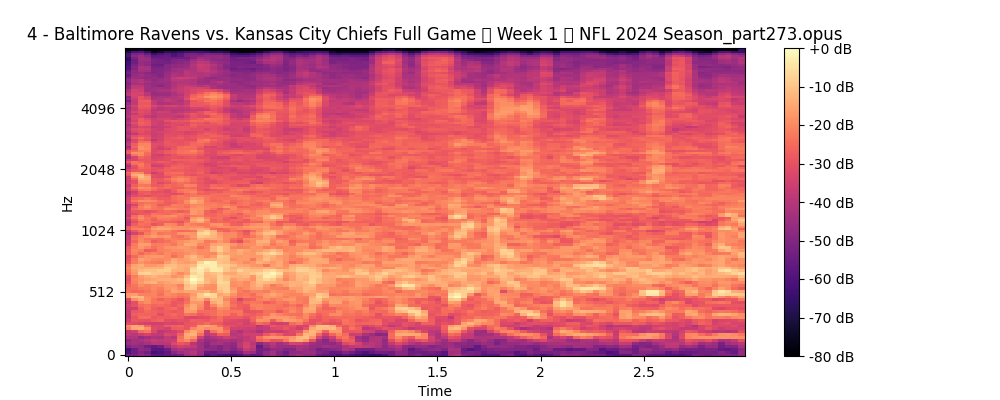 4 - Baltimore Ravens vs. Kansas City Chiefs Full Game ▯ Week 1 ▯ NFL 2024 Season_part273.opus
+0 dB
-10 dB
-20 dB
-30 dB
-40 dB
-50 dB
-60 dB
-70 dB
-80 dB
4096
2048
1024
512
0
Hz
0
0.5
1
1.5
2
2.5
Time